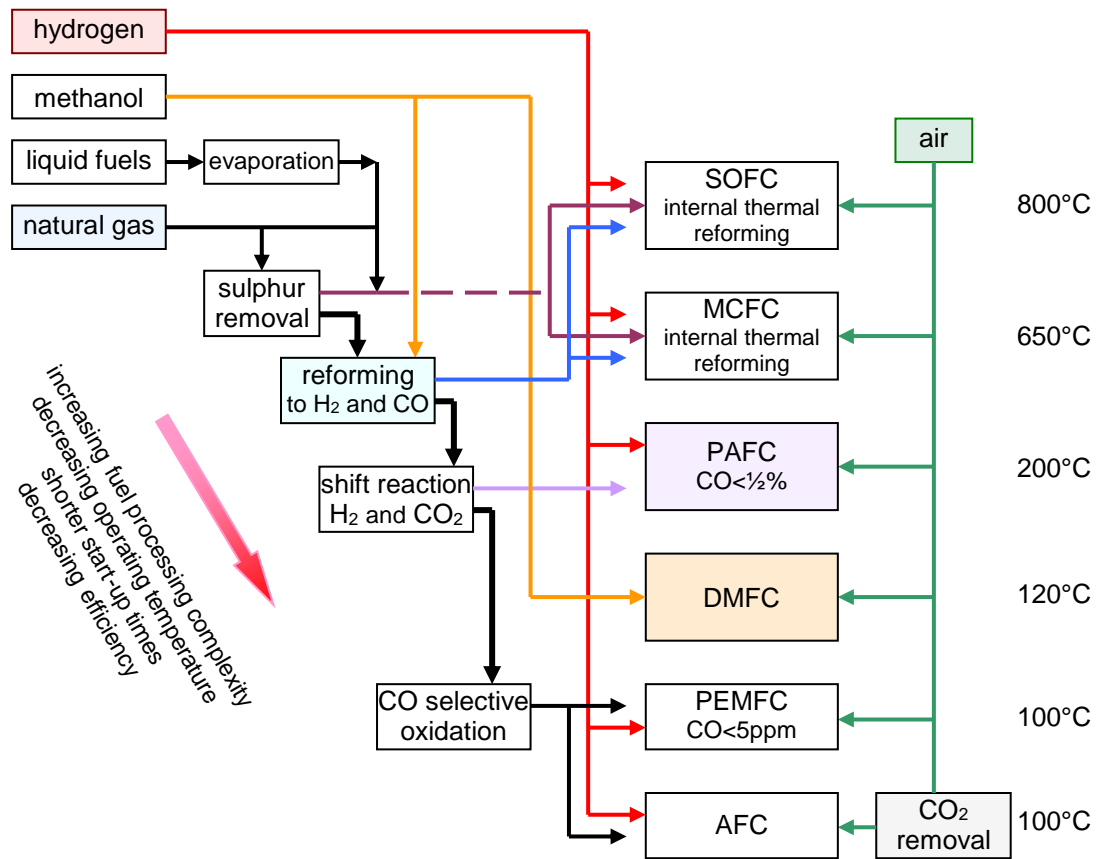 hydrogen
methanol
liquid fuels
evaporation
natural gas
sulphur
removal
reforming
to H₂ and CO
shift reaction
H₂ and CO₂
CO selective
oxidation
increasing fuel processing complexity
decreasing operating temperature
shorter start-up times
decreasing efficiency
air
SOFC
internal thermal
reforming
800°C
MCFC
internal thermal
reforming
650°C
PAFC
CO<½%
200°C
DMFC
120°C
PEMFC
CO<5ppm
100°C
AFC
CO₂
removal
100°C